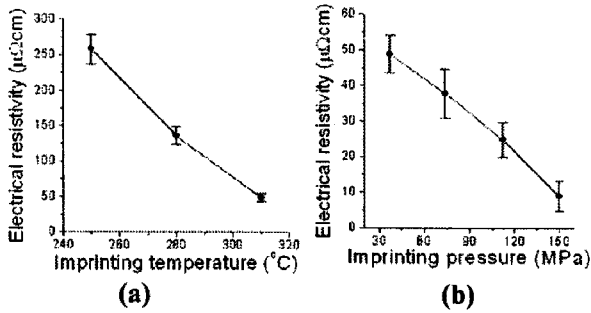 300
250
200
150
100
50
0
Electrical resistivity (μΩcm)
240 260 280 300 320
Imprinting temperature (°C)
(a)
60
50
40
30
20
10
0
Electrical resistivity (μΩcm)
30 60 90 120 150
Imprinting pressure (MPa)
(b)